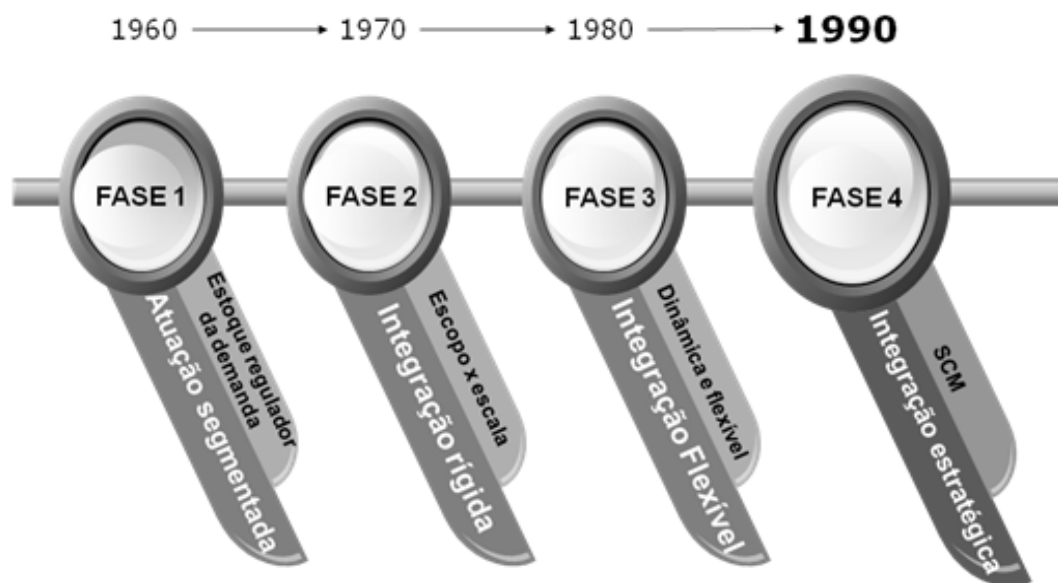 1960
1970
1980
1990
FASE 1
FASE 2
FASE 3
FASE 4
Atuação segmentada
Estoque regulador
da demanda
Integração rígida
Escopo x escala
Integração Flexível
Dinâmica e flexível
Integração estratégica
SCM